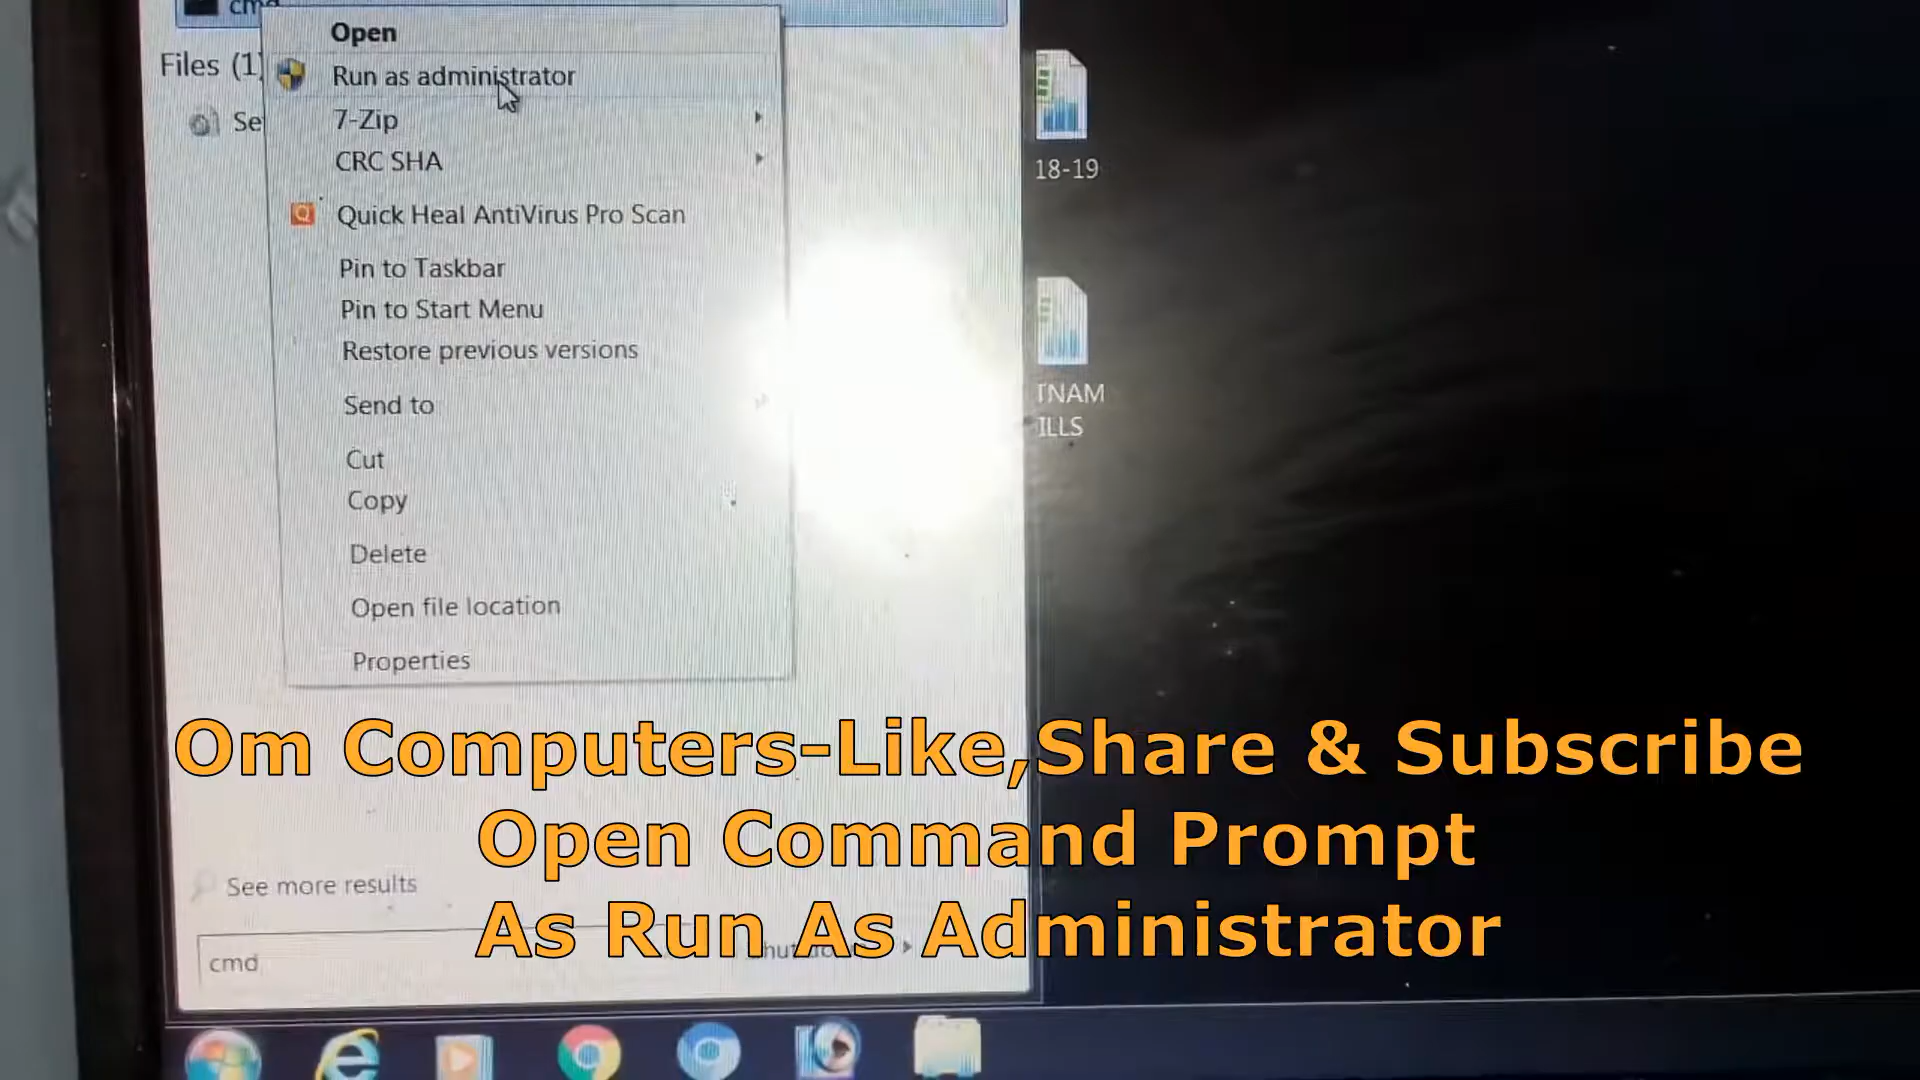 cmd
Open
Files (1)
Run as administrator
Se
7-Zip
CRC SHA
Quick Heal AntiVirus Pro Scan
Pin to Taskbar
Pin to Start Menu
Restore previous versions
Send to
Cut
Copy
Delete
Open file location
Properties
18-19
TNAM
ILLS
Om Computers-Like,Share & Subscribe
Open Command Prompt
As Run As Administrator
See more results
cmd